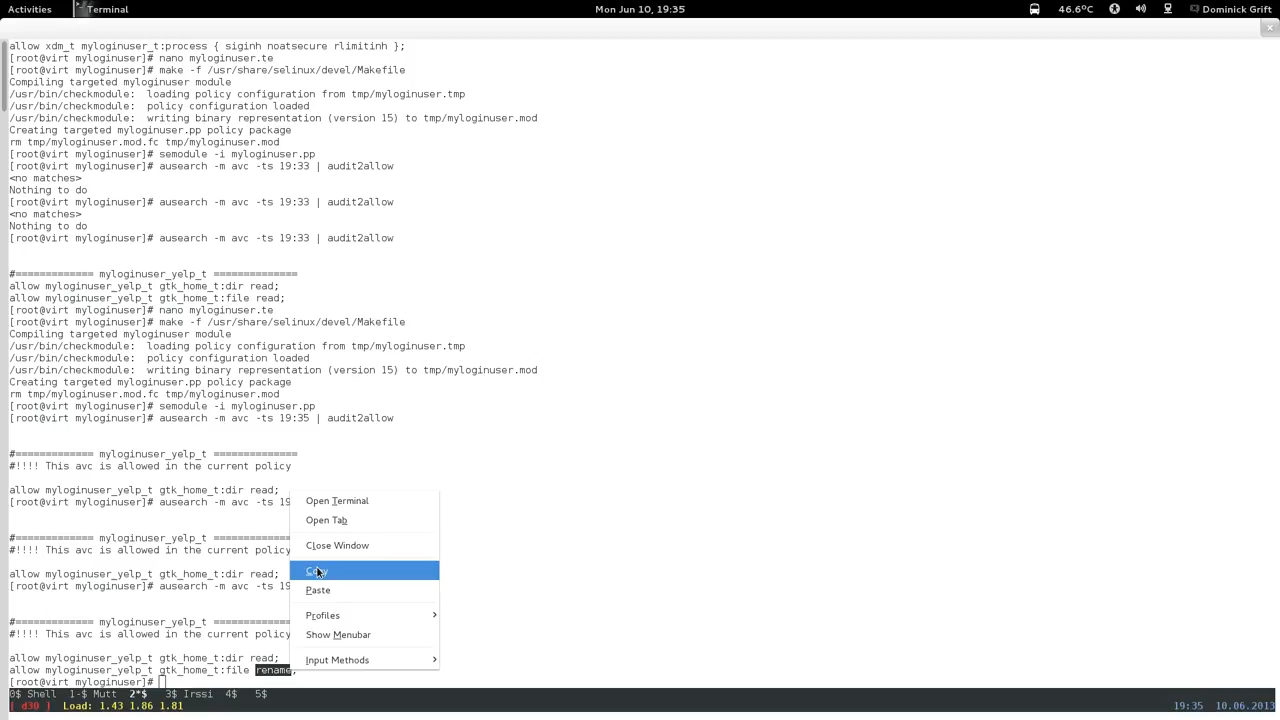 Activities Terminal Mon Jun 10, 19:35 46.6°C Dominick Grift
allow xdm_t myloginuser_t:process { siginh noatsecure rlimitinh };
[root@virt myloginuser]# nano myloginuser.te
[root@virt myloginuser]# make -f /usr/share/selinux/devel/Makefile
Compiling targeted myloginuser module
/usr/bin/checkmodule:  loading policy configuration from tmp/myloginuser.tmp
/usr/bin/checkmodule:  policy configuration loaded
/usr/bin/checkmodule:  writing binary representation (version 15) to tmp/myloginuser.mod
Creating targeted myloginuser.pp policy package
rm tmp/myloginuser.mod.fc tmp/myloginuser.mod
[root@virt myloginuser]# semodule -i myloginuser.pp
[root@virt myloginuser]# ausearch -m avc -ts 19:33 | audit2allow
<no matches>
Nothing to do
[root@virt myloginuser]# ausearch -m avc -ts 19:33 | audit2allow
<no matches>
Nothing to do
[root@virt myloginuser]# ausearch -m avc -ts 19:33 | audit2allow
#============= myloginuser_yelp_t ==============
allow myloginuser_yelp_t gtk_home_t:dir read;
allow myloginuser_yelp_t gtk_home_t:file read;
[root@virt myloginuser]# nano myloginuser.te
[root@virt myloginuser]# make -f /usr/share/selinux/devel/Makefile
Compiling targeted myloginuser module
/usr/bin/checkmodule:  loading policy configuration from tmp/myloginuser.tmp
/usr/bin/checkmodule:  policy configuration loaded
/usr/bin/checkmodule:  writing binary representation (version 15) to tmp/myloginuser.mod
Creating targeted myloginuser.pp policy package
rm tmp/myloginuser.mod.fc tmp/myloginuser.mod
[root@virt myloginuser]# semodule -i myloginuser.pp
[root@virt myloginuser]# ausearch -m avc -ts 19:35 | audit2allow
#============= myloginuser_yelp_t ==============
#!!!! This avc is allowed in the current policy
allow myloginuser_yelp_t gtk_home_t:dir read;
[root@virt myloginuser]# ausearch -m avc -ts 19
#============= myloginuser_yelp_t =============
#!!!! This avc is allowed in the current policy
allow myloginuser_yelp_t gtk_home_t:dir read;
[root@virt myloginuser]# ausearch -m avc -ts 19
#============= myloginuser_yelp_t =============
#!!!! This avc is allowed in the current policy
allow myloginuser_yelp_t gtk_home_t:dir read;
allow myloginuser_yelp_t gtk_home_t:file rename;
[root@virt myloginuser]#
Open Terminal
Open Tab
Close Window
Copy
Paste
Profiles
Show Menubar
Input Methods
0$ Shell  1-$ Mutt  2*$  3$ Irssi  4$  5$
[ d30 ]  Load: 1.43 1.86 1.81 19:35  10.06.2013